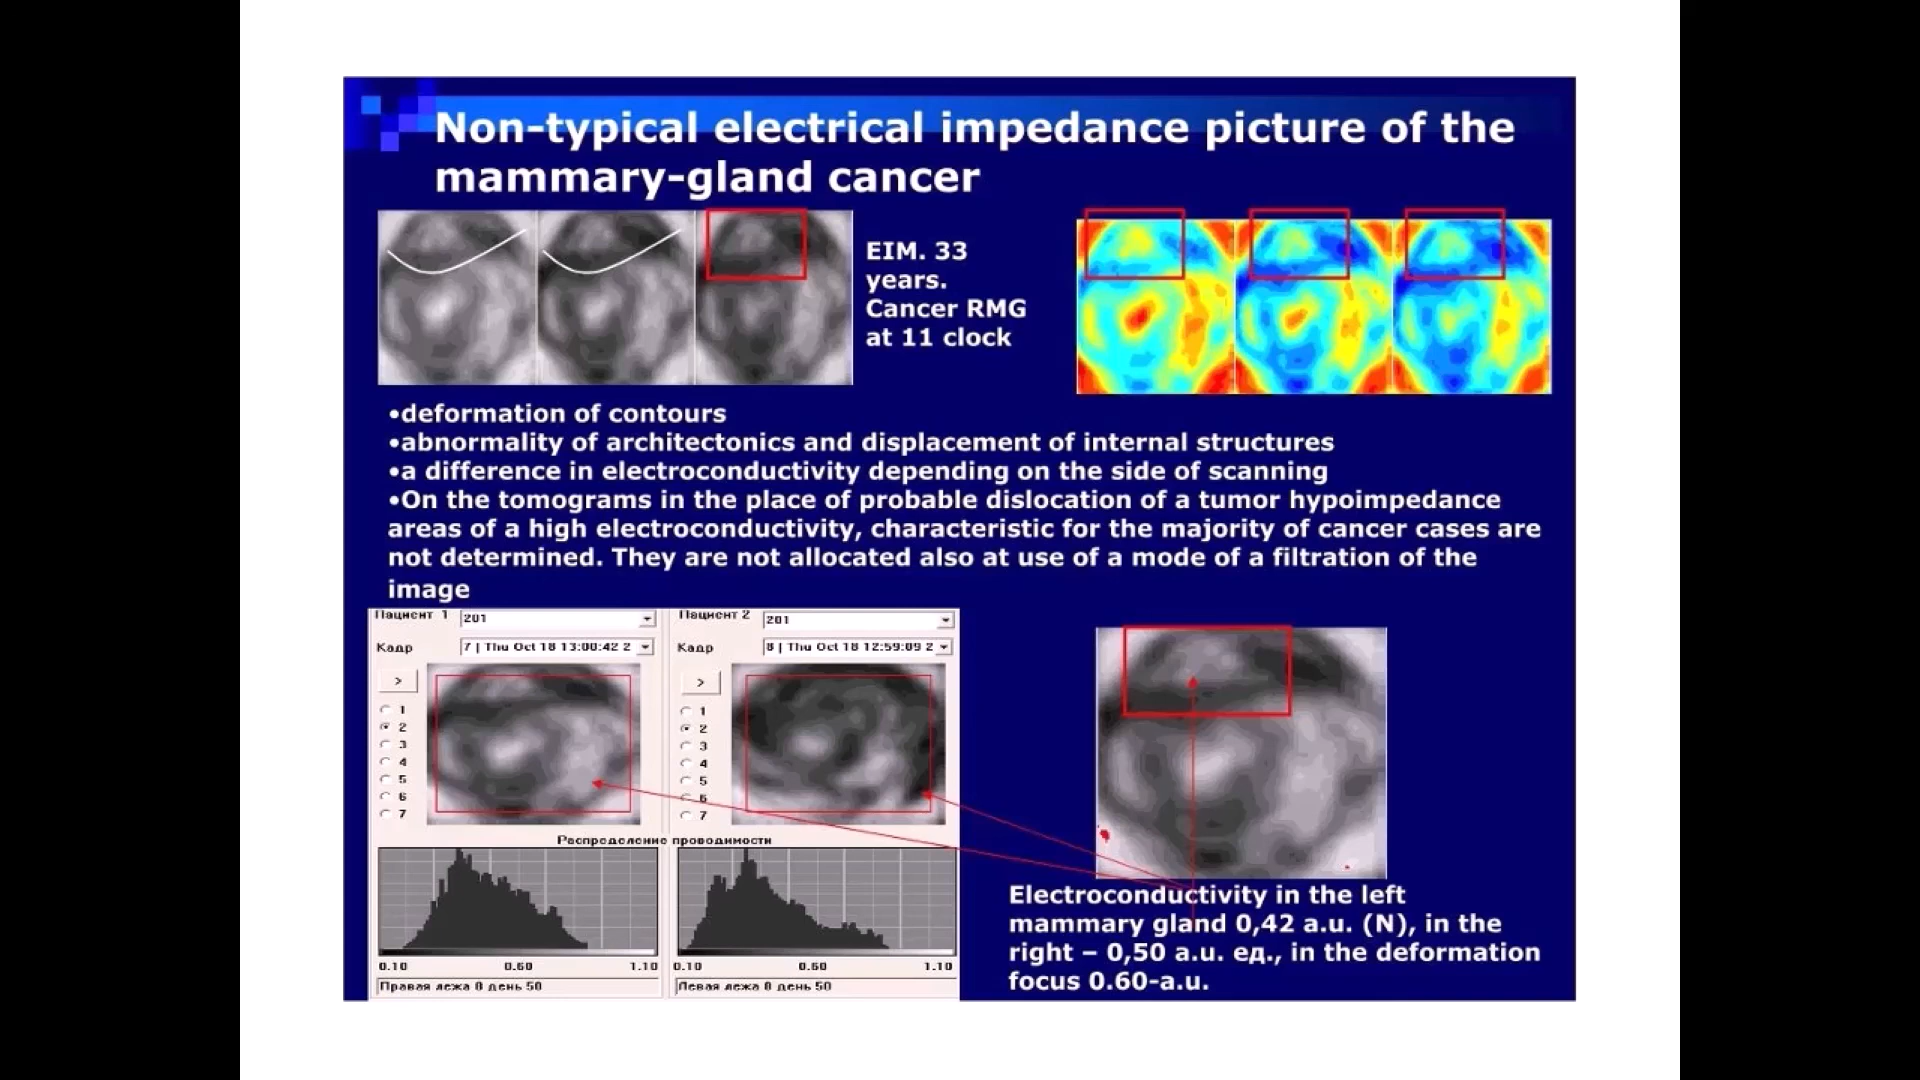 Non-typical electrical impedance picture of the
mammary-gland cancer
EIM. 33
years.
Cancer RMG
at 11 clock
•deformation of contours
•abnormality of architectonics and displacement of internal structures
•a difference in electroconductivity depending on the side of scanning
•On the tomograms in the place of probable dislocation of a tumor hypoimpedance
areas of a high electroconductivity, characteristic for the majority of cancer cases are
not determined. They are not allocated also at use of a mode of a filtration of the
image
Пациент 1 201
Кадр 7 | Thu Oct 18 13:00:42 2
>
1
2
3
4
5
6
7
Пациент 2 201
Кадр 8 | Thu Oct 18 12:59:09 2
>
1
2
3
4
5
6
7
Распределение проводимости
0.10 0.60 1.10
0.10 0.60 1.10
Правая лежа 0 день 50
Левая лежа 0 день 50
Electroconductivity in the left
mammary gland 0,42 a.u. (N), in the
right – 0,50 a.u. ед., in the deformation
focus 0.60-a.u.